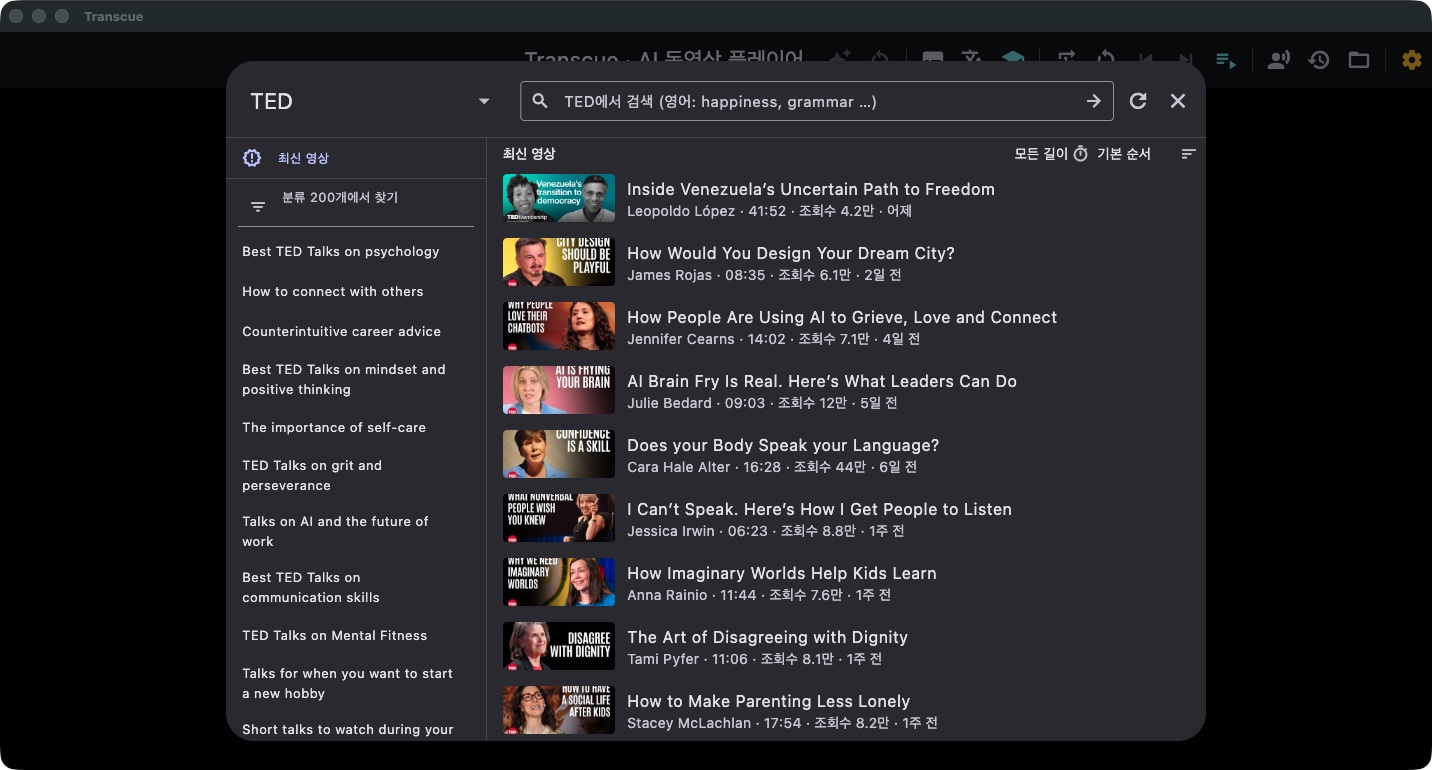 Transcue
Transcue · AI 동영상 플레이어
TED
TED에서 검색 (영어: happiness, grammar ...)
최신 영상
분류 200개에서 찾기
Best TED Talks on psychology
How to connect with others
Counterintuitive career advice
Best TED Talks on mindset and
positive thinking
The importance of self-care
TED Talks on grit and
perseverance
Talks on AI and the future of
work
Best TED Talks on
communication skills
TED Talks on Mental Fitness
Talks for when you want to start
a new hobby
Short talks to watch during your
최신 영상
모든 길이 기본 순서
Venezuela's
transition to
democracy
TEDMembership
Inside Venezuela’s Uncertain Path to Freedom
Leopoldo López · 41:52 · 조회수 4.2만 · 어제
CITY DESIGN
SHOULD BE
PLAYFUL
How Would You Design Your Dream City?
James Rojas · 08:35 · 조회수 6.1만 · 2일 전
WHY PEOPLE
LOVE THEIR
CHATBOTS
How People Are Using AI to Grieve, Love and Connect
Jennifer Cearns · 14:02 · 조회수 7.1만 · 4일 전
AI IS FRYING
YOUR BRAIN
AI Brain Fry Is Real. Here’s What Leaders Can Do
Julie Bedard · 09:03 · 조회수 12만 · 5일 전
CONFIDENCE
IS A SKILL
Does your Body Speak your Language?
Cara Hale Alter · 16:28 · 조회수 44만 · 6일 전
WHAT NONVERBAL
PEOPLE WISH
YOU KNEW
I Can’t Speak. Here’s How I Get People to Listen
Jessica Irwin · 06:23 · 조회수 8.8만 · 1주 전
WHY WE NEED
IMAGINARY
WORLDS
How Imaginary Worlds Help Kids Learn
Anna Rainio · 11:44 · 조회수 7.6만 · 1주 전
DISAGREE
WITH DIGNITY
The Art of Disagreeing with Dignity
Tami Pyfer · 11:06 · 조회수 8.1만 · 1주 전
HOW TO HAVE
A SOCIAL LIFE
AFTER KIDS
How to Make Parenting Less Lonely
Stacey McLachlan · 17:54 · 조회수 8.2만 · 1주 전